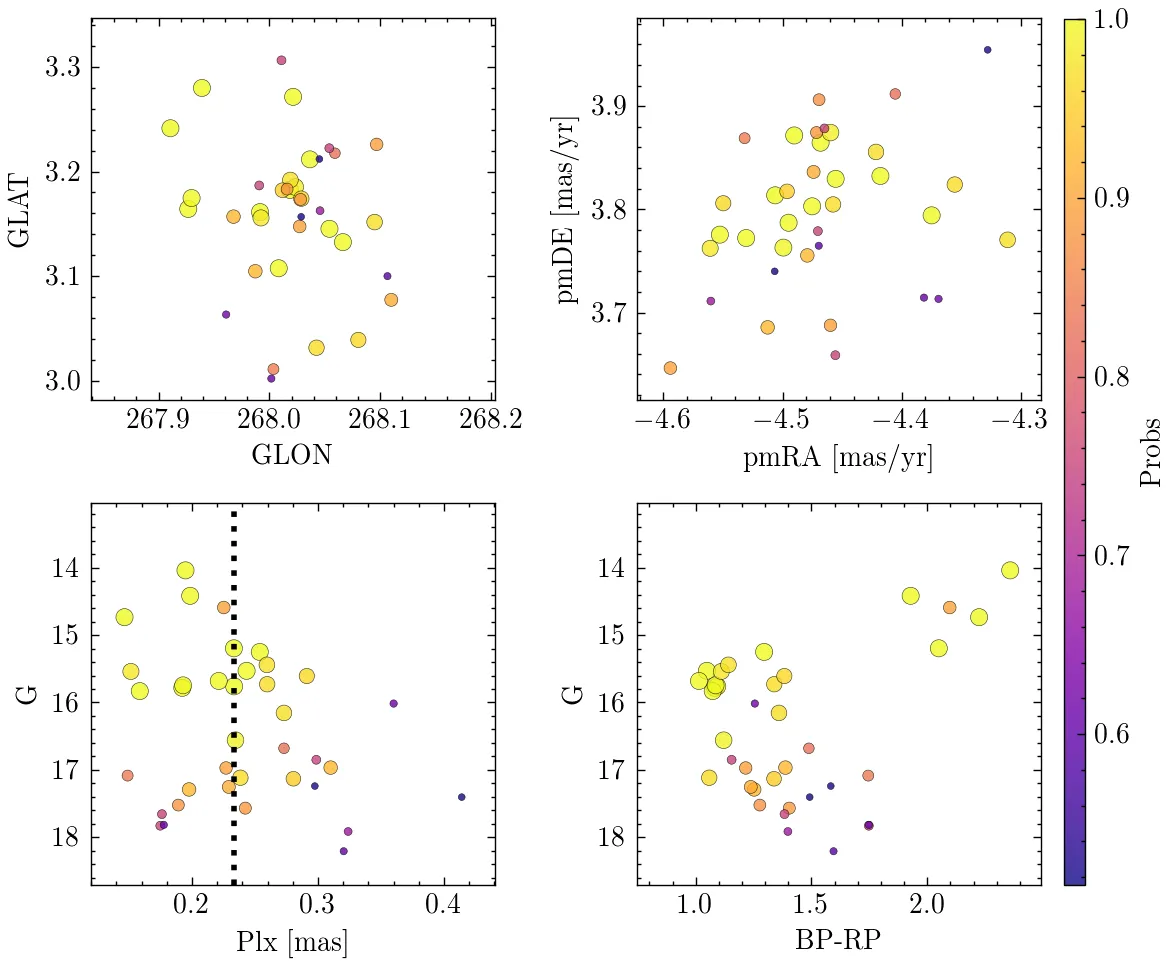 3.3
3.2
3.1
3.0
GLAT
267.9 268.0 268.1 268.2
GLON
3.9
3.8
3.7
pmDE [mas/yr]
−4.6 −4.5 −4.4 −4.3
pmRA [mas/yr]
14
15
16
17
18
G
0.2 0.3 0.4
Plx [mas]
14
15
16
17
18
G
1.0 1.5 2.0
BP-RP
1.0
0.9
0.8
0.7
0.6
Probs